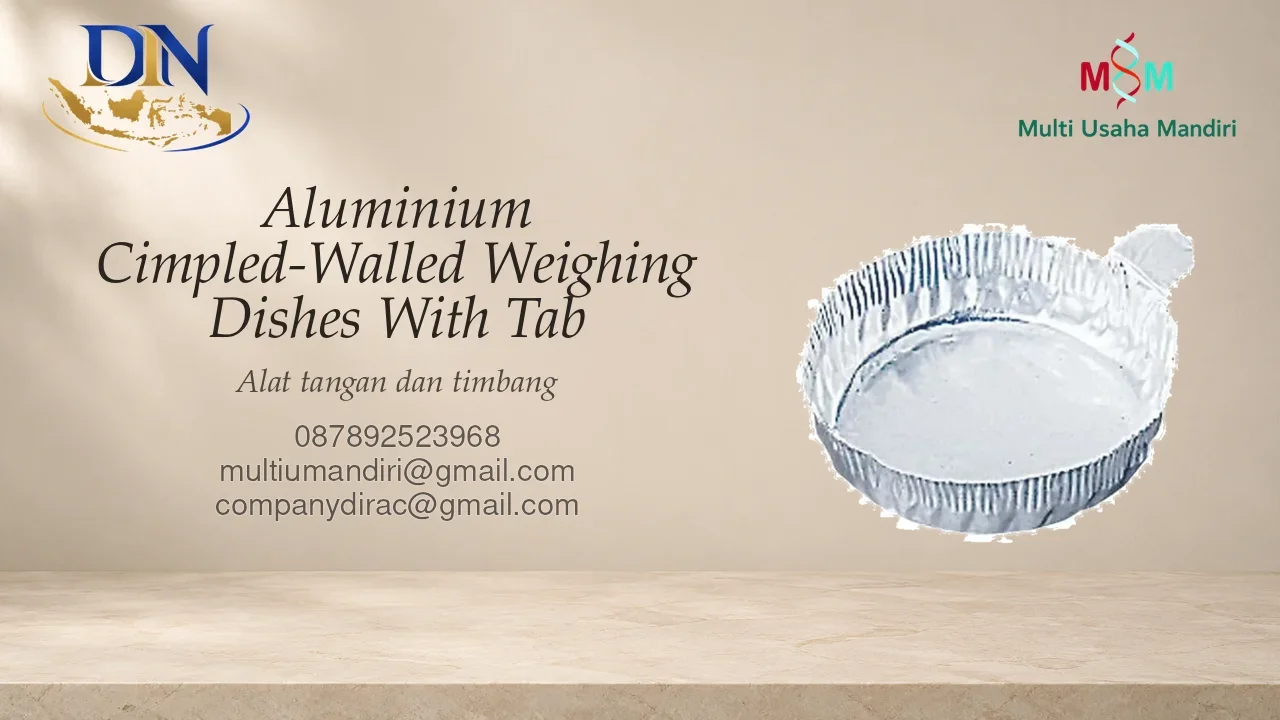 DN
M M
Multi Usaha Mandiri
Aluminium
Cimpled-Walled Weighing
Dishes With Tab
Alat tangan dan timbang
087892523968
multiumandiri@gmail.com
companydirac@gmail.com